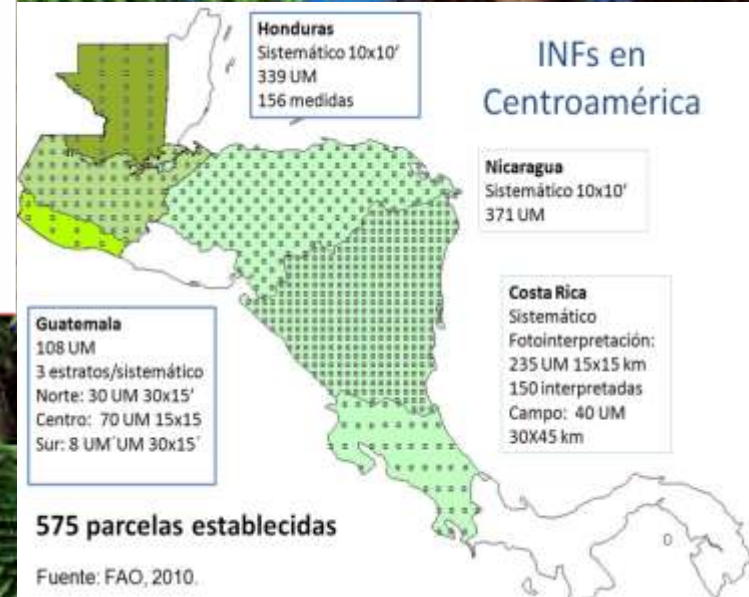 Honduras
Sistemático 10x10'
339 UM
156 medidas
INFs en
Centroamérica
Nicaragua
Sistemático 10x10'
371 UM
Costa Rica
Sistemático
Fotointerpretación:
235 UM 15x15 km
150 interpretadas
Campo: 40 UM
30X45 km
Guatemala
108 UM
3 estratos/sistemático
Norte: 30 UM 30x15'
Centro: 70 UM 15x15
Sur: 8 UM´UM 30x15´
575 parcelas establecidas
Fuente: FAO, 2010.